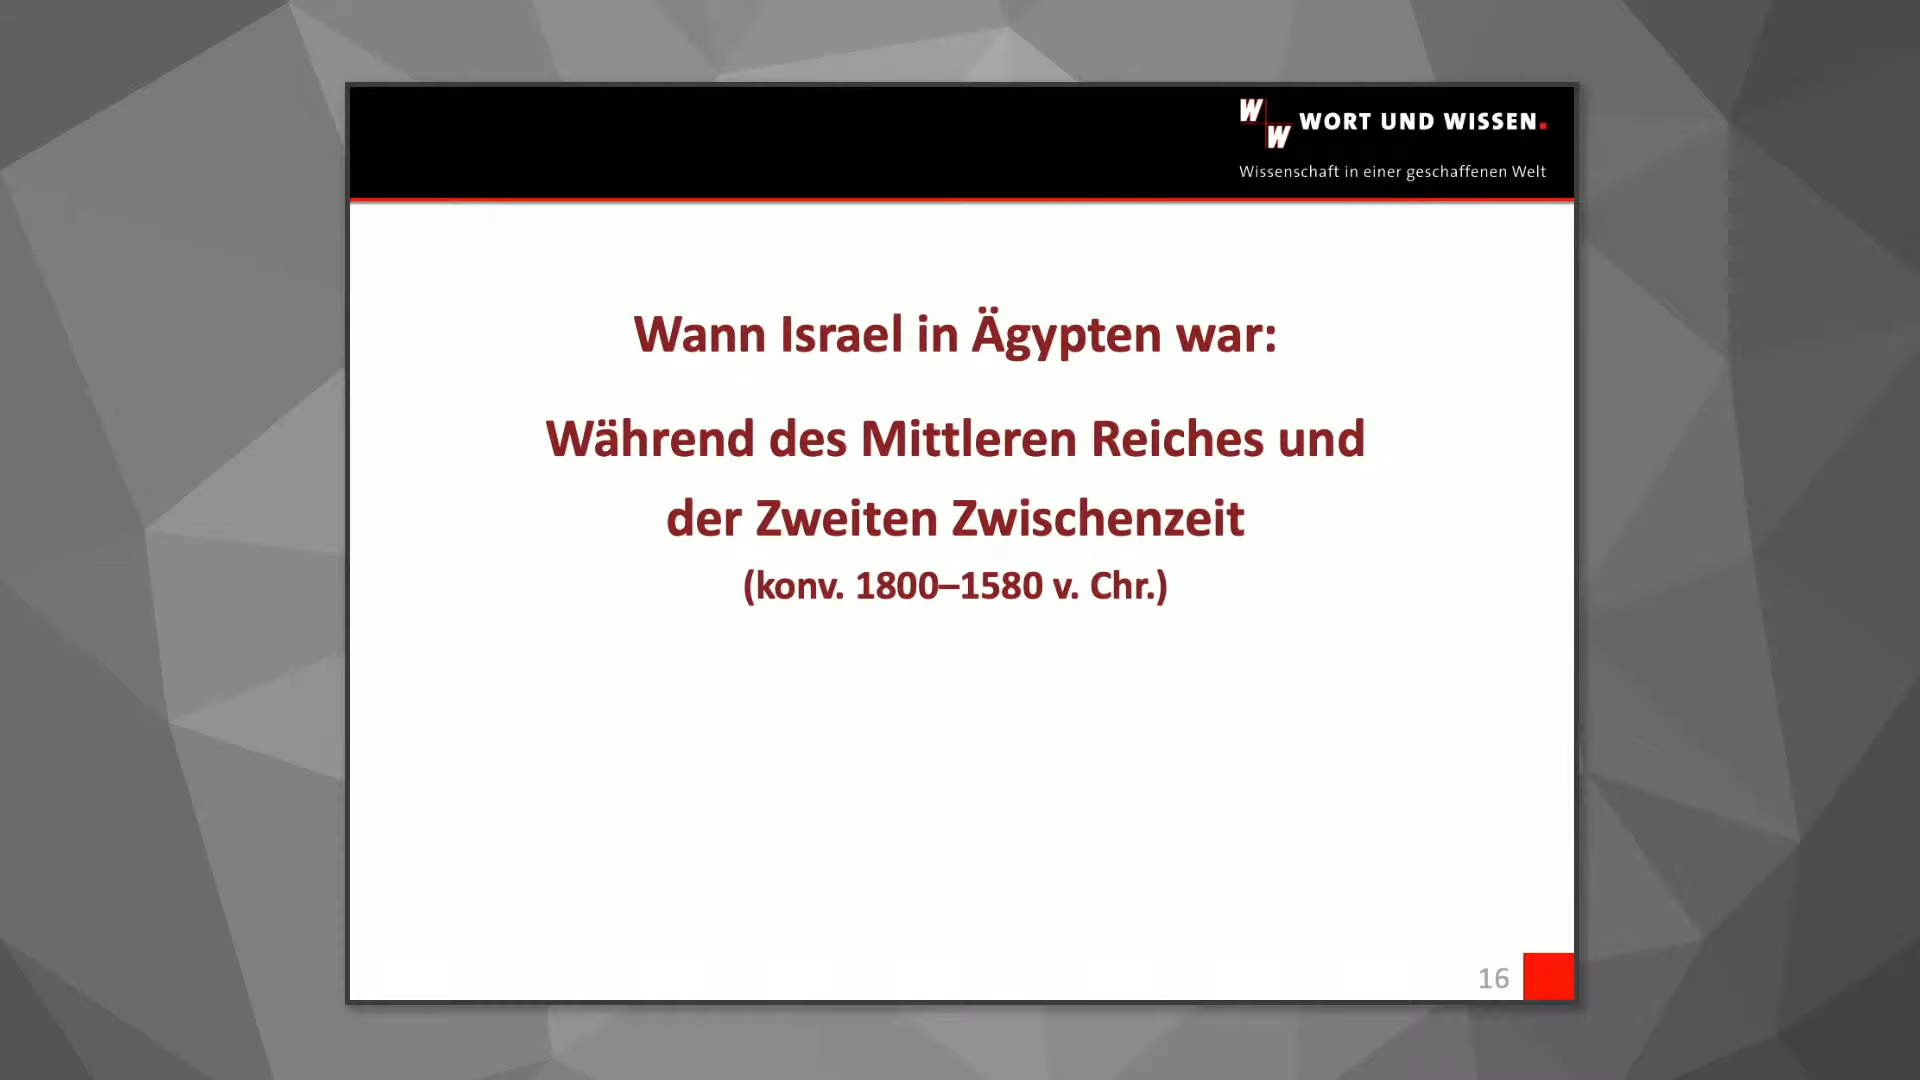 W
W
WORT UND WISSEN.
Wissenschaft in einer geschaffenen Welt
Wann Israel in Ägypten war:
Während des Mittleren Reiches und
der Zweiten Zwischenzeit
(konv. 1800–1580 v. Chr.)
16